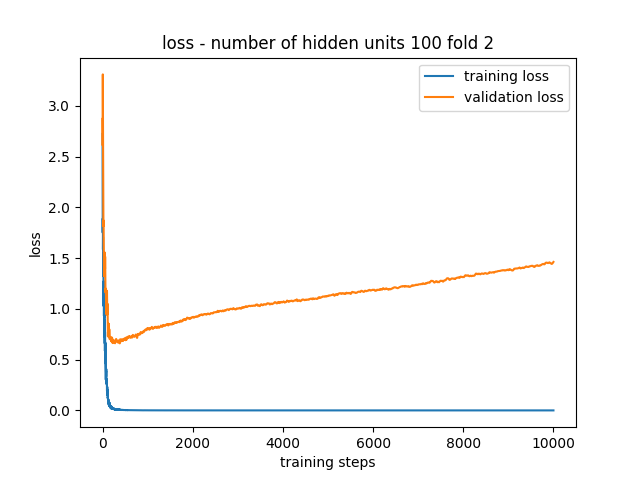 loss - number of hidden units 100 fold 2
training loss
validation loss
3.0
2.5
2.0
1.5
1.0
0.5
0.0
loss
0 2000 4000 6000 8000 10000
training steps